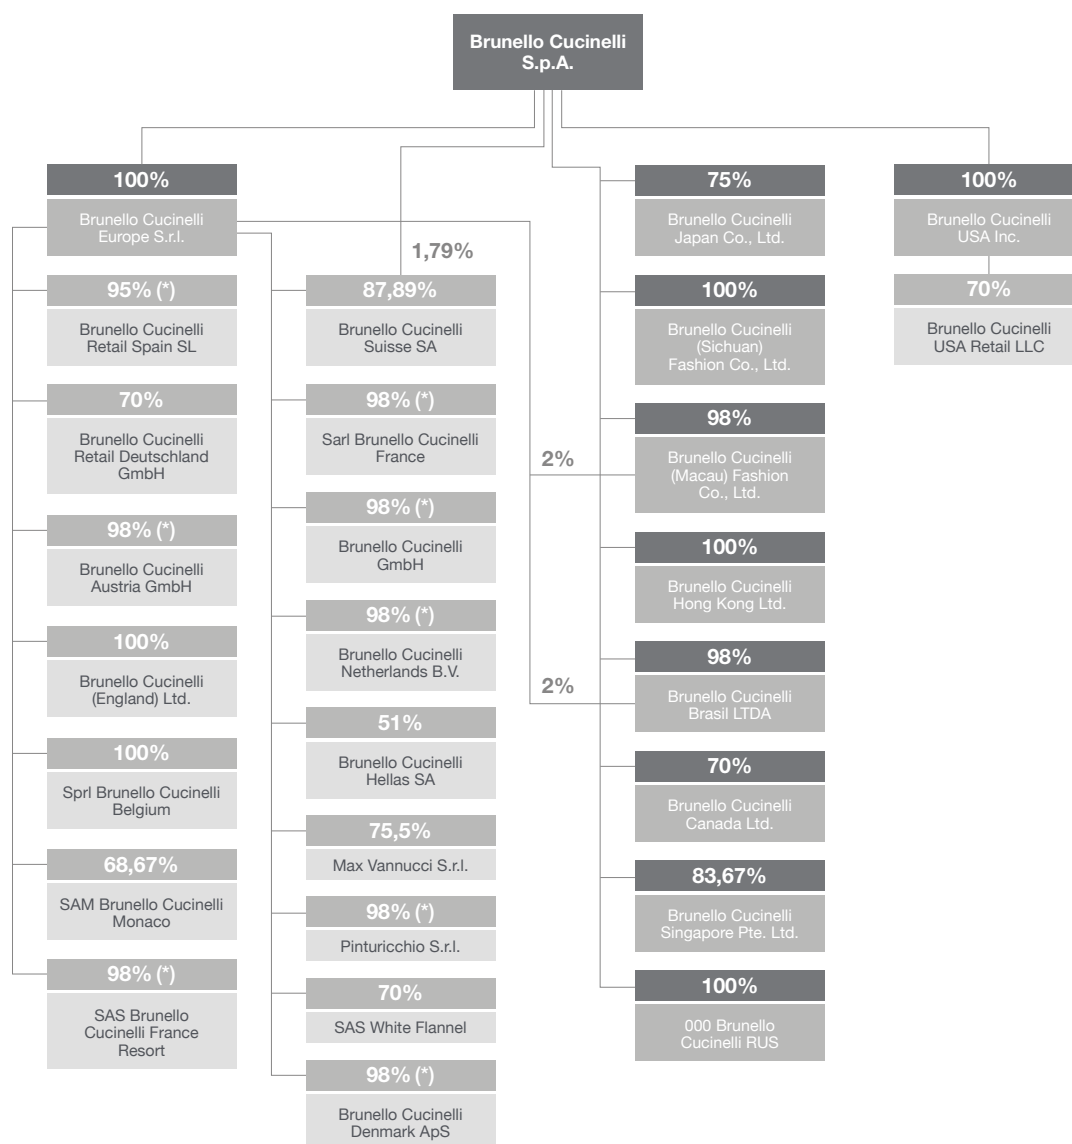 Brunello Cucinelli
S.p.A.
100%
Brunello Cucinelli
Europe S.r.l.
95% (*)
Brunello Cucinelli
Retail Spain SL
70%
Brunello Cucinelli
Retail Deutschland
GmbH
98% (*)
Brunello Cucinelli
Austria GmbH
100%
Brunello Cucinelli
(England) Ltd.
100%
Sprl Brunello Cucinelli
Belgium
68,67%
SAM Brunello Cucinelli
Monaco
98% (*)
SAS Brunello
Cucinelli France
Resort
1,79%
87,89%
Brunello Cucinelli
Suisse SA
98% (*)
Sarl Brunello Cucinelli
France
98% (*)
Brunello Cucinelli
GmbH
98% (*)
Brunello Cucinelli
Netherlands B.V.
51%
Brunello Cucinelli
Hellas SA
75,5%
Max Vannucci S.r.l.
98% (*)
Pinturicchio S.r.l.
70%
SAS White Flannel
98% (*)
Brunello Cucinelli
Denmark ApS
2%
2%
75%
Brunello Cucinelli
Japan Co., Ltd.
100%
Brunello Cucinelli
(Sichuan)
Fashion Co., Ltd.
98%
Brunello Cucinelli
(Macau) Fashion
Co., Ltd.
100%
Brunello Cucinelli
Hong Kong Ltd.
98%
Brunello Cucinelli
Brasil LTDA
70%
Brunello Cucinelli
Canada Ltd.
83,67%
Brunello Cucinelli
Singapore Pte. Ltd.
100%
000 Brunello
Cucinelli RUS
100%
Brunello Cucinelli
USA Inc.
70%
Brunello Cucinelli
USA Retail LLC